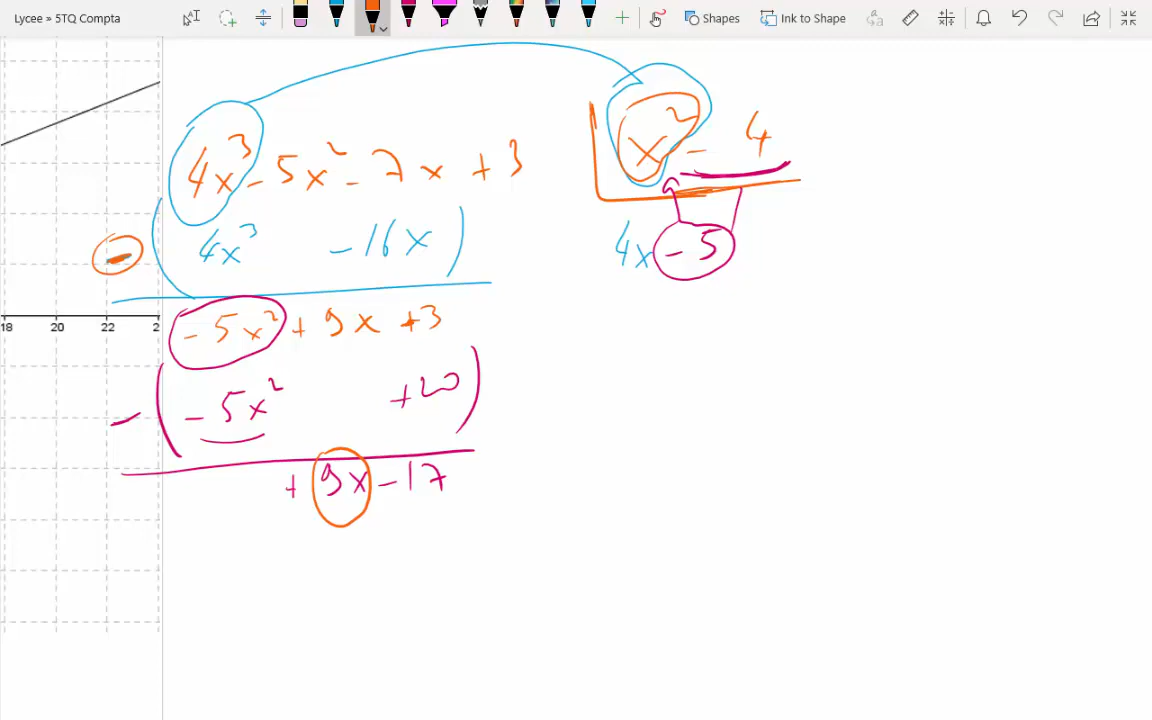 Lycee » 5TQ Compta
Shapes
Ink to Shape
4x³ - 5x² - 7x + 3
x² - 4
4x³ - 16x
4x - 5
-
( )
18 20 22 2
- 5x² + 9x + 3
- ( - 5x² + 20 )
+ 9x - 17